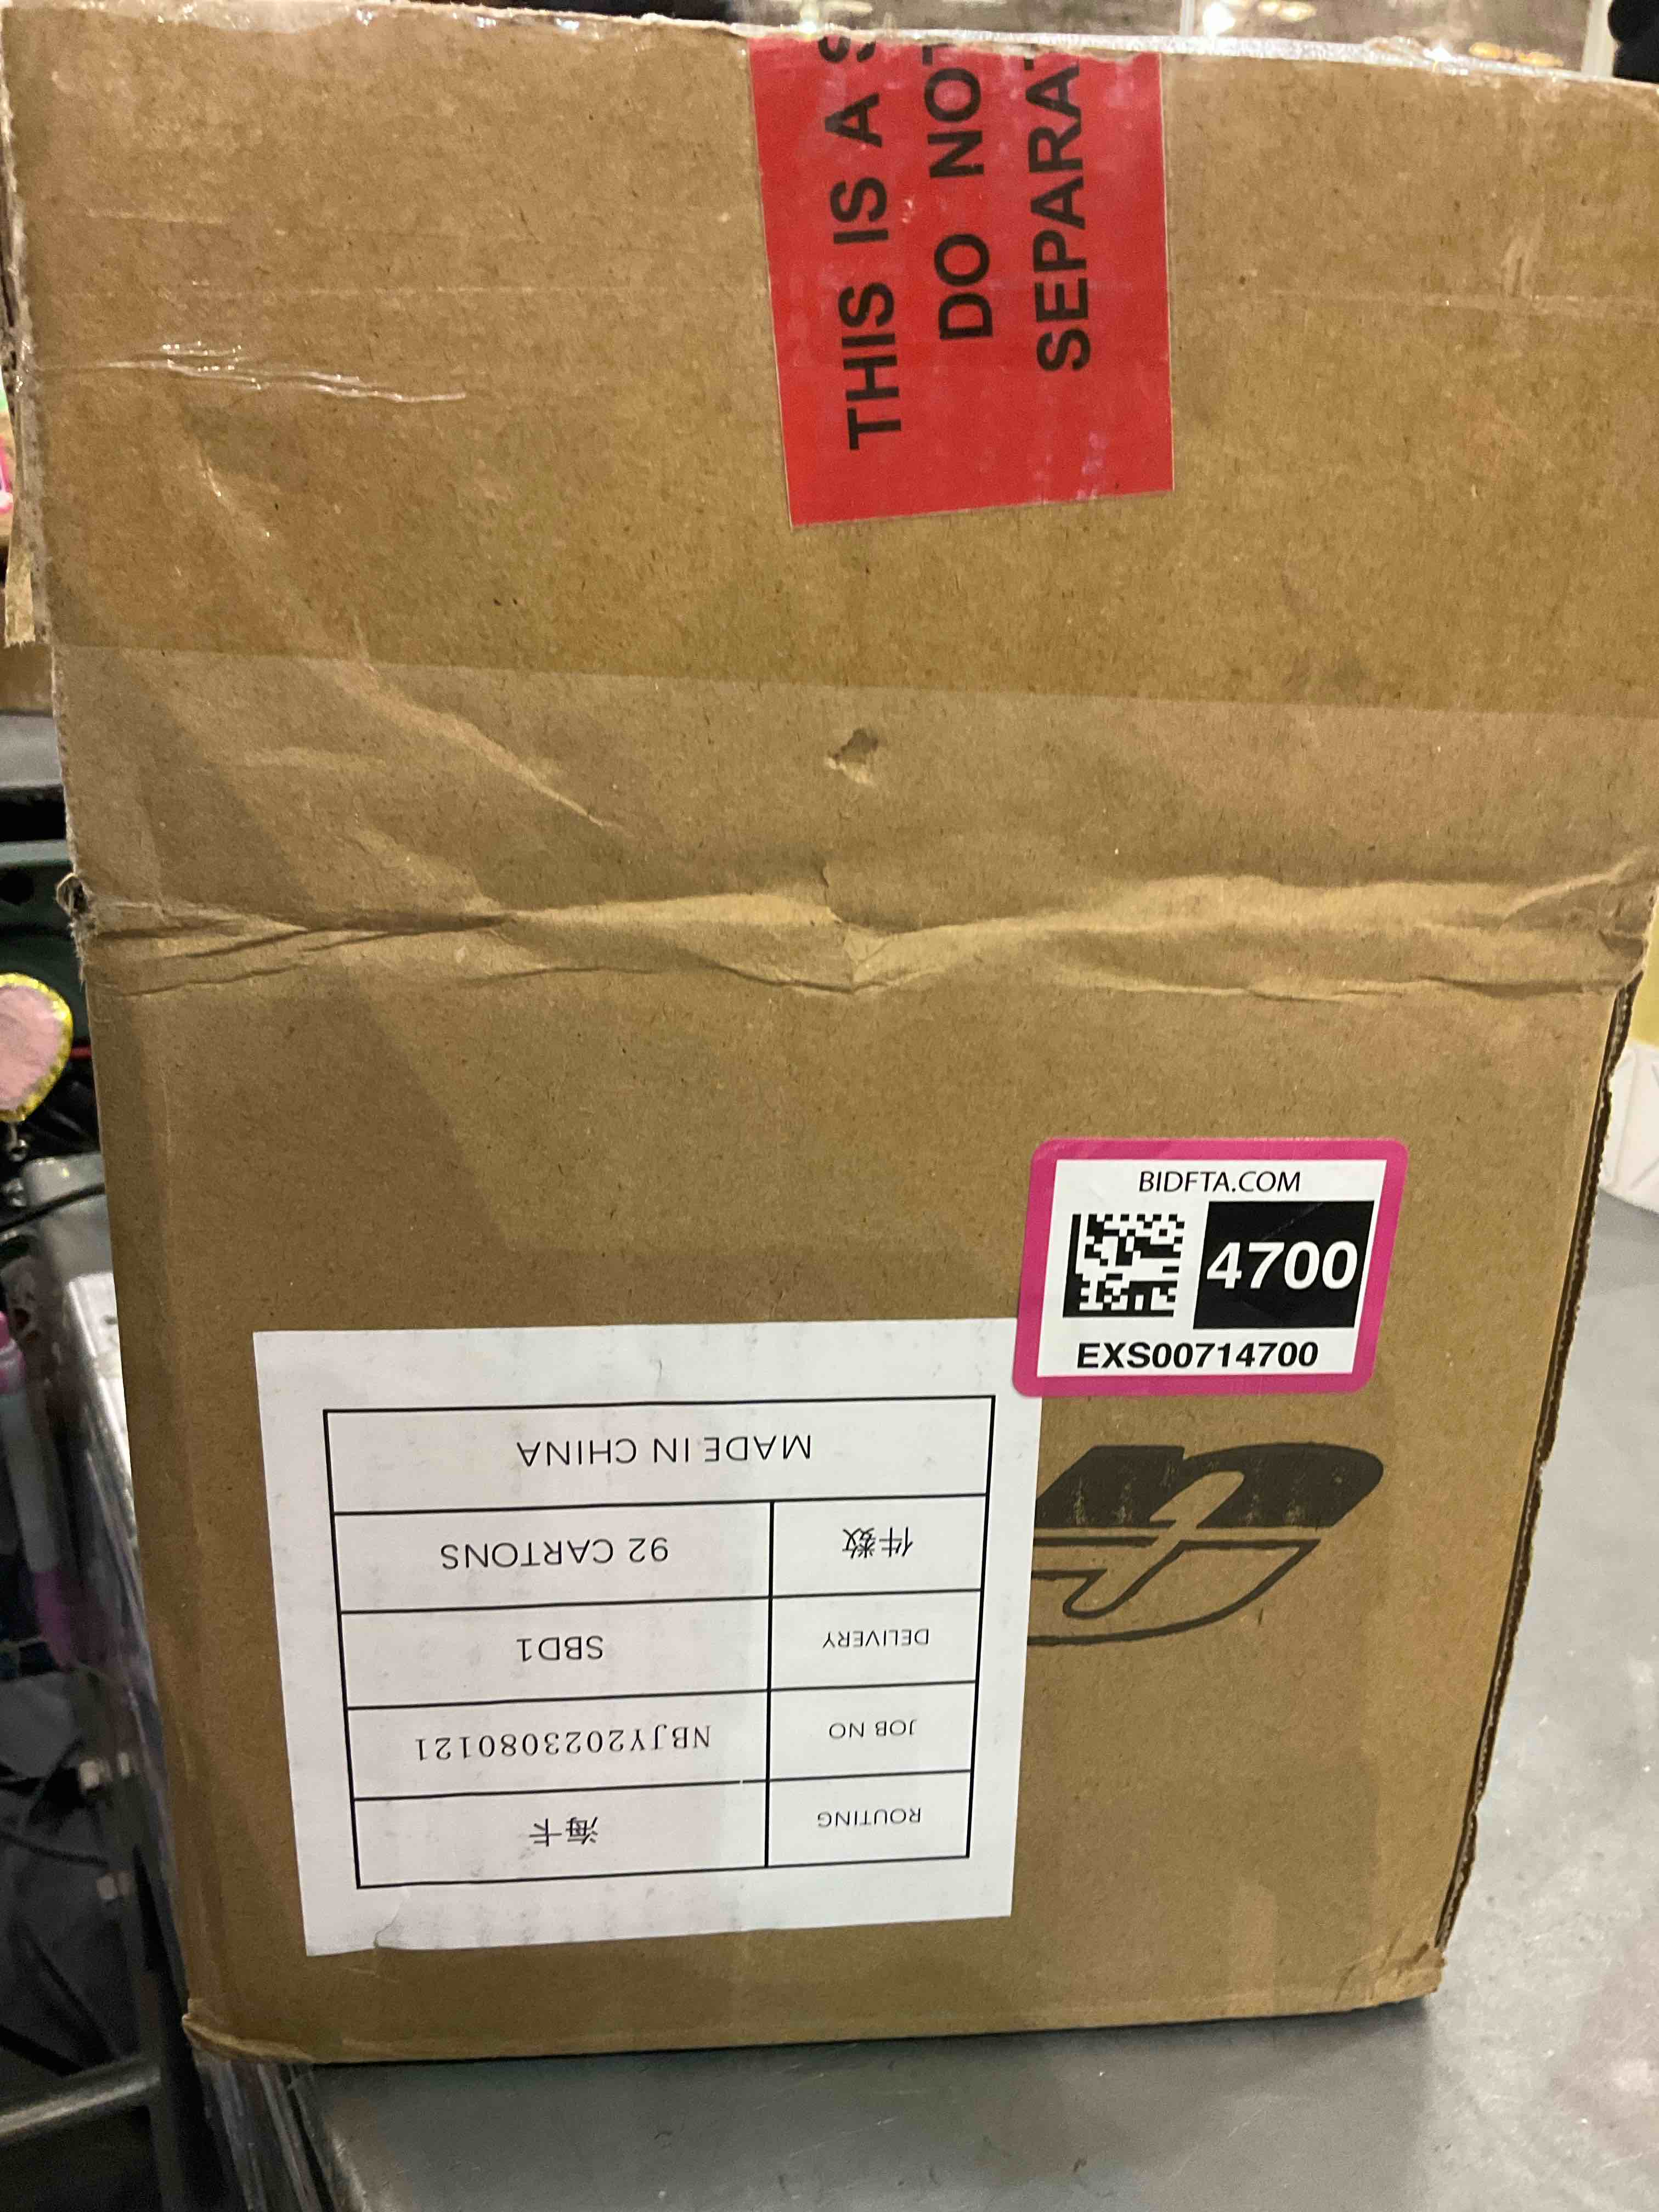 THIS IS A S
DO NOT
SEPARA
BIDFTA.COM
4700
EXS00714700
ROUTING 海卡
JOB NO NBJY2023080121
DELIVERY SBD1
件数 92 CARTONS
MADE IN CHINA